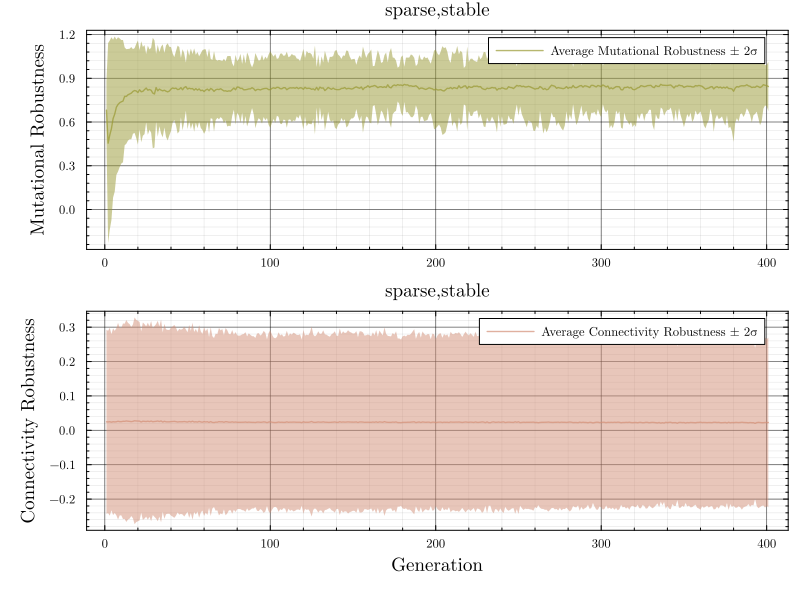 sparse,stable
Mutational Robustness
1.2
0.9
0.6
0.3
0.0
Average Mutational Robustness ± 2σ
0 100 200 300 400
sparse,stable
Connectivity Robustness
0.3
0.2
0.1
0.0
−0.1
−0.2
Average Connectivity Robustness ± 2σ
0 100 200 300 400
Generation